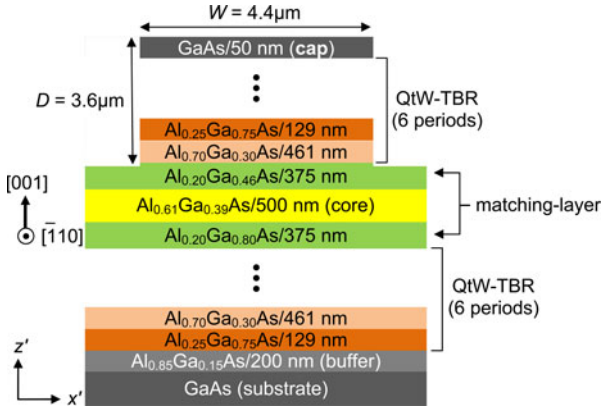 W = 4.4μm
GaAs/50 nm (cap)
D = 3.6μm
QtW-TBR
(6 periods)
Al0.25Ga0.75As/129 nm
Al0.70Ga0.30As/461 nm
[001]
Al0.20Ga0.46As/375 nm
Al0.61Ga0.39As/500 nm (core)
matching-layer
[1̅10]
Al0.20Ga0.80As/375 nm
QtW-TBR
(6 periods)
Al0.70Ga0.30As/461 nm
Al0.25Ga0.75As/129 nm
z'
Al0.85Ga0.15As/200 nm (buffer)
GaAs (substrate)
x'